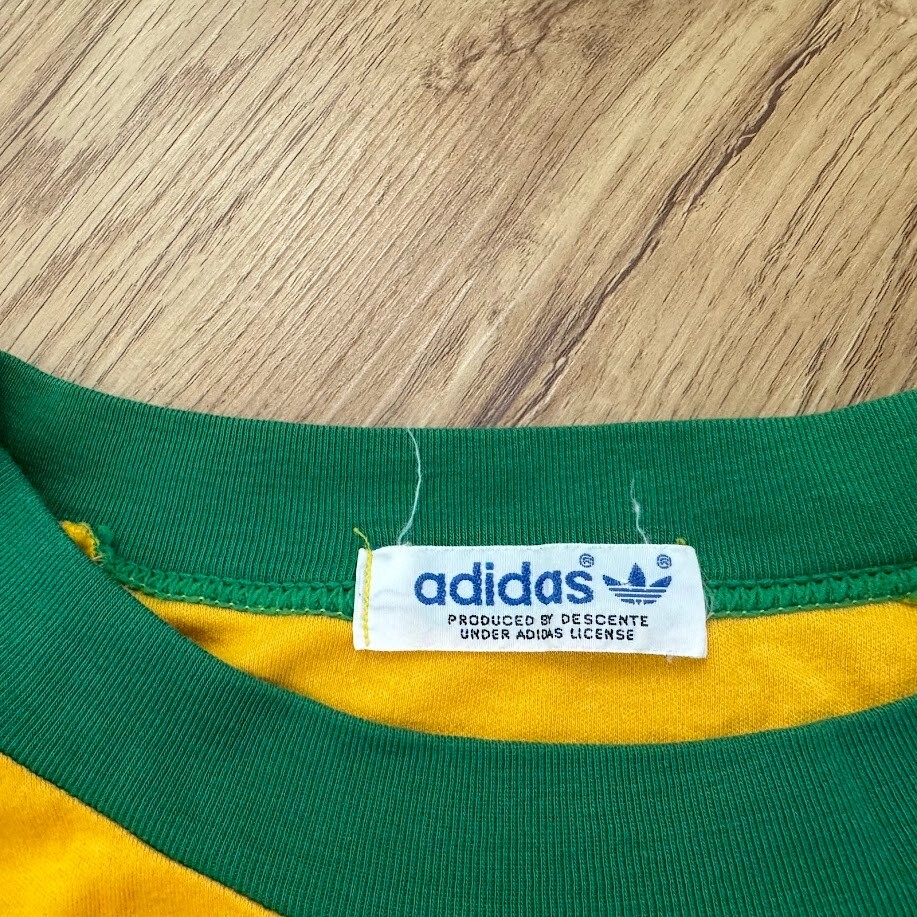 adidas® ®
PRODUCED BY DESCENTE
UNDER ADIDAS LICENSE